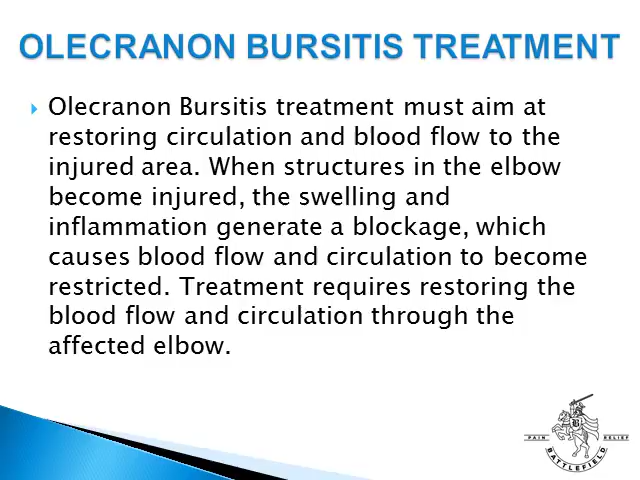 OLECRANON BURSITIS TREATMENT
Olecranon Bursitis treatment must aim at
restoring circulation and blood flow to the
injured area. When structures in the elbow
become injured, the swelling and
inflammation generate a blockage, which
causes blood flow and circulation to become
restricted. Treatment requires restoring the
blood flow and circulation through the
affected elbow.
B
PAIN RELIEF
BATTLEFIELD